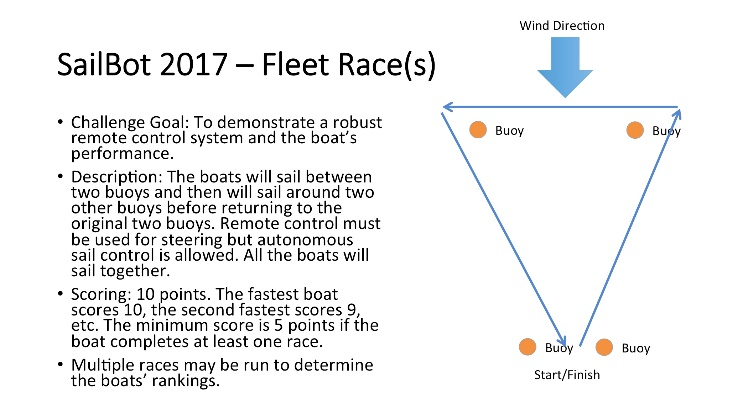 Wind Direction
SailBot 2017 – Fleet Race(s)
• Challenge Goal: To demonstrate a robust
remote control system and the boat’s
performance.
• Description: The boats will sail between
two buoys and then will sail around two
other buoys before returning to the
original two buoys. Remote control must
be used for steering but autonomous
sail control is allowed. All the boats will
sail together.
• Scoring: 10 points. The fastest boat
scores 10, the second fastest scores 9,
etc. The minimum score is 5 points if the
boat completes at least one race.
• Multiple races may be run to determine
the boats’ rankings.
Buoy
Buoy
Buoy
Buoy
Start/Finish